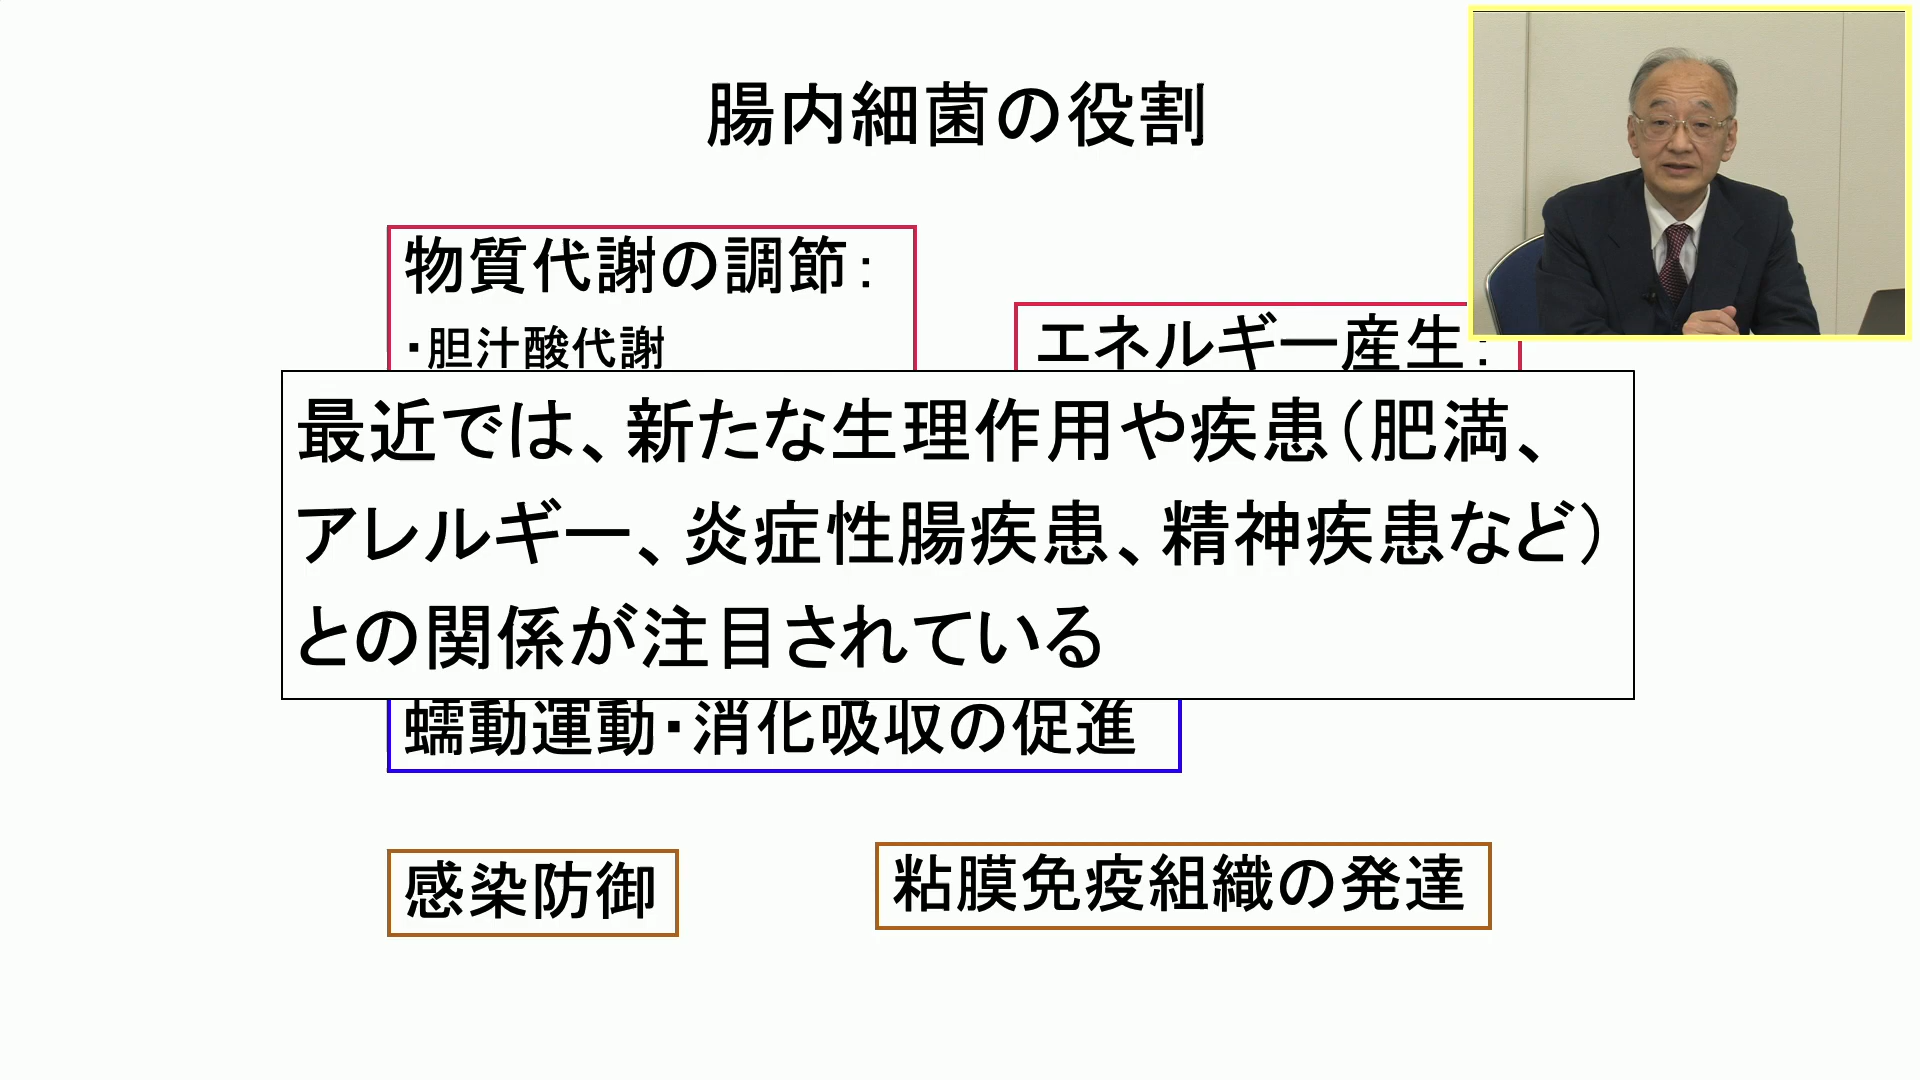 腸内細菌の役割
物質代謝の調節：
・胆汁酸代謝
エネルギー産生：
最近では、新たな生理作用や疾患（肥満、
アレルギー、炎症性腸疾患、精神疾患など）
との関係が注目されている
蠕動運動・消化吸収の促進
感染防御
粘膜免疫組織の発達